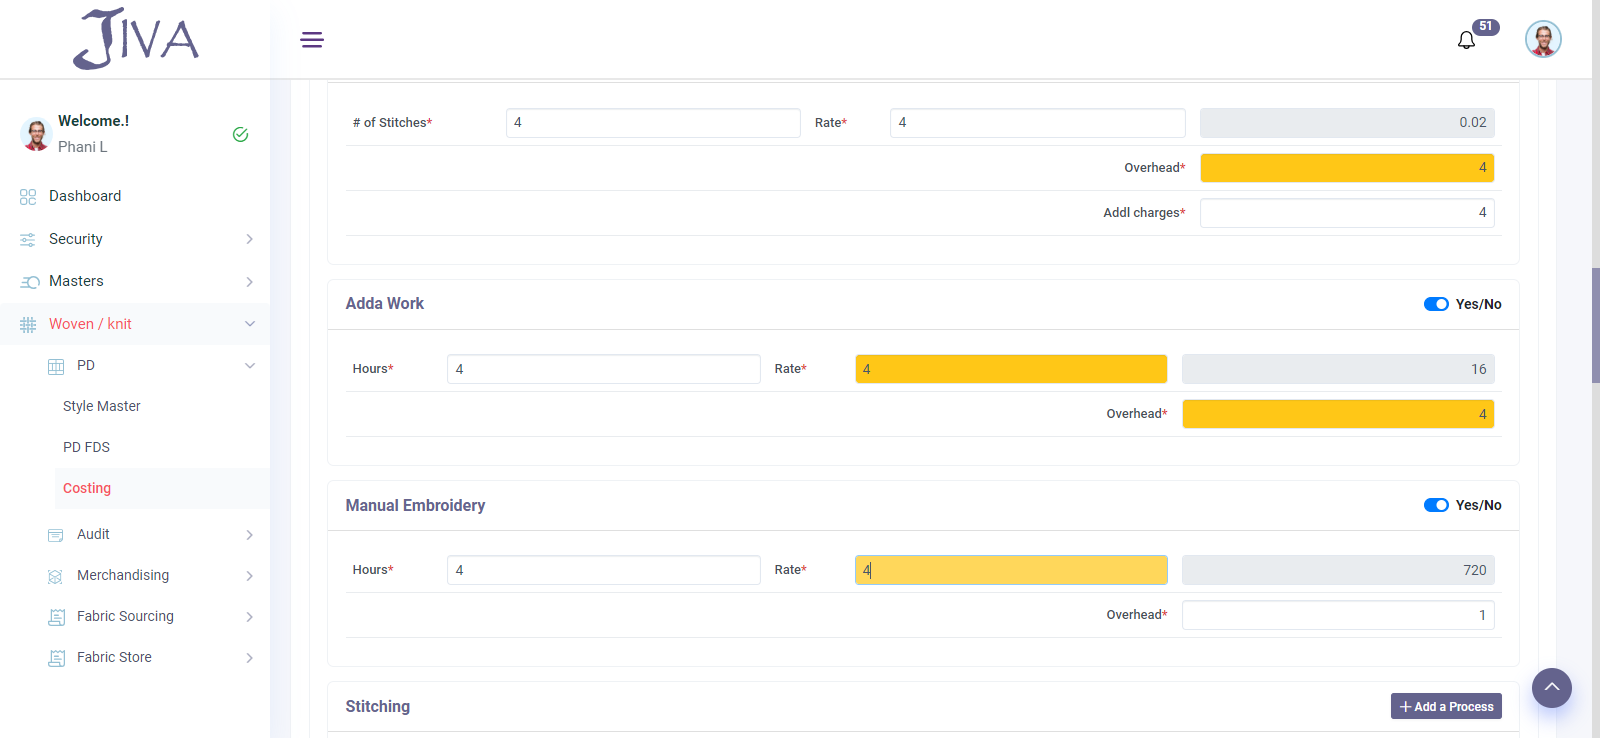 JIVA
51
Welcome.!
Phani L
Dashboard
Security
Masters
Woven / knit
PD
Style Master
PD FDS
Costing
Audit
Merchandising
Fabric Sourcing
Fabric Store
# of Stitches* 4 Rate* 4 0.02
Overhead* 4
Addl charges* 4
Adda Work Yes/No
Hours* 4 Rate* 4 16
Overhead* 4
Manual Embroidery Yes/No
Hours* 4 Rate* 4 720
Overhead* 1
Stitching + Add a Process